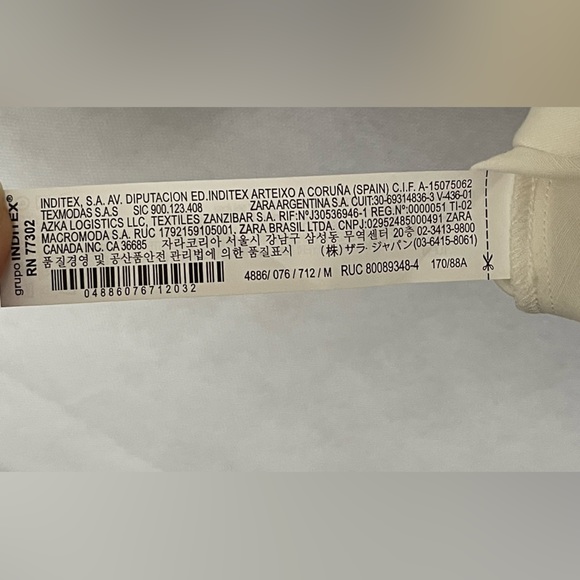 grupo INDITEX®
RN 77302
INDITEX, S.A. AV. DIPUTACION ED.INDITEX ARTEIXO A CORUÑA (SPAIN) C.I.F. A-15075062
TEXMODAS S.A.S SIC 900.123.408 ZARA ARGENTINA S.A. CUIT:30-69314836-3 V-436-01
AZKA LOGISTICS LLC, TEXTILES ZANZIBAR S.A. RIF:NºJ30536946-1 REG.Nº:0000051 TI-02
MACROMODA S.A. RUC 1792159105001, ZARA BRASIL LTDA. CNPJ:02952485000491 ZARA
CANADA INC. CA 36685 자라코리아 서울시 강남구 삼성동 무역센터 20층 02-3413-9800
품질경영 및 공산품안전 관리법에 의한 품질표시 (株) ザラ・ジャパン (03-6415-8061)
04886076712032
4886/ 076 / 712 / M RUC 80089348-4 170/88A